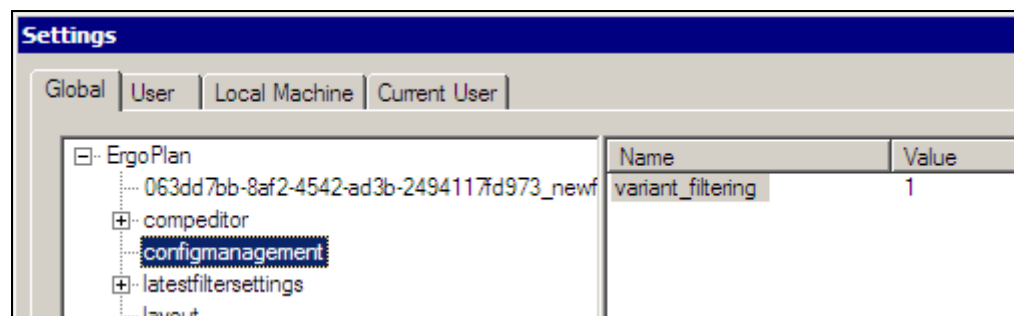 Settings
Global User Local Machine Current User
ErgoPlan Name Value
063dd7bb-8af2-4542-ad3b-2494117fd973_newf variant_filtering 1
compeditor
configmanagement
latestfiltersettings
layout